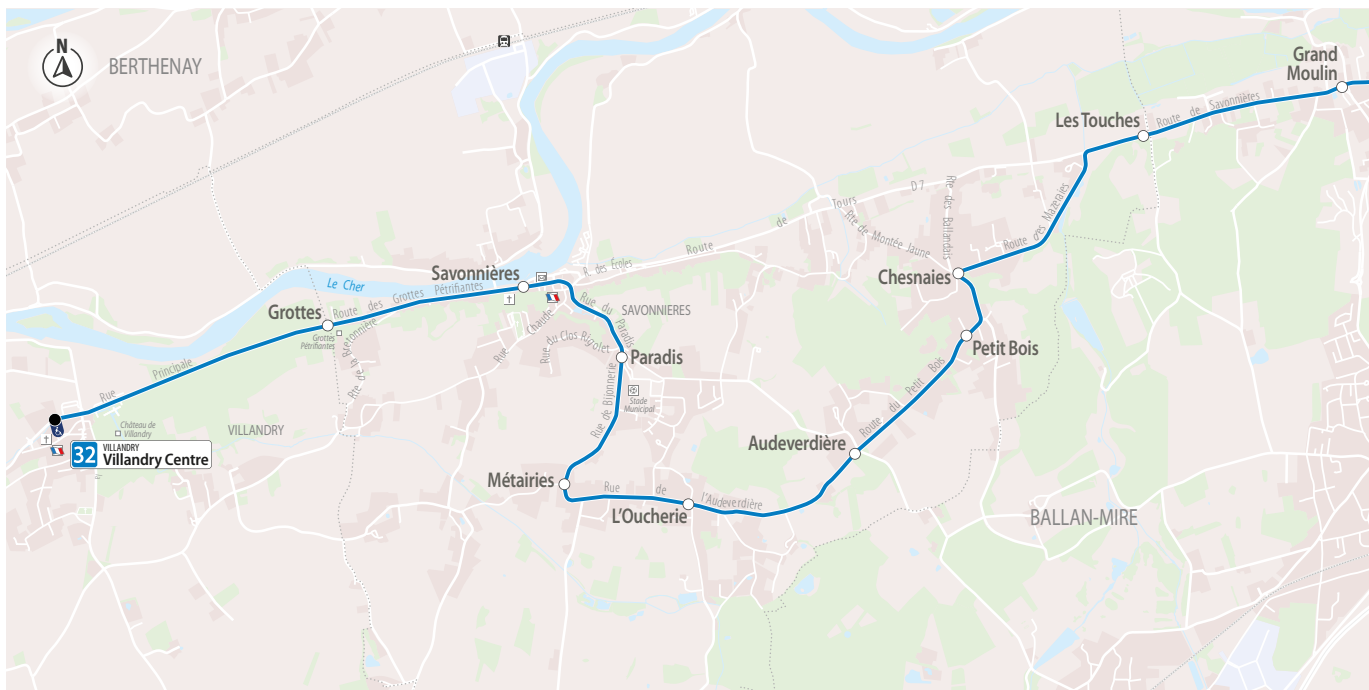 N
BERTHENAY
Grand
Moulin
Route de Savonnières
Les Touches
D 7
Rte des Ballandais
Tours
de
Route
Rte de Montée Jaune
Route d'es Mazeraies
Chesnaies
R. des Écoles
Savonnières
Le Cher
Route des Grottes Pétrifiantes
Grottes
Grottes
Pétrifiantes
Rte de la Bretonnière
Rue Principale
Rue du Paradis
SAVONNIERES
Rue Chaude
Rue du Clos Rigolet
Paradis
Petit Bois
Stade
Municipal
Rue de Bijonnerie
Route du Petit Bois
Château de
Villandry
VILLANDRY
32
VILLANDRY
Villandry Centre
Audeverdière
Métairies
Rue de l'Audeverdière
L'Oucherie
BALLAN-MIRE